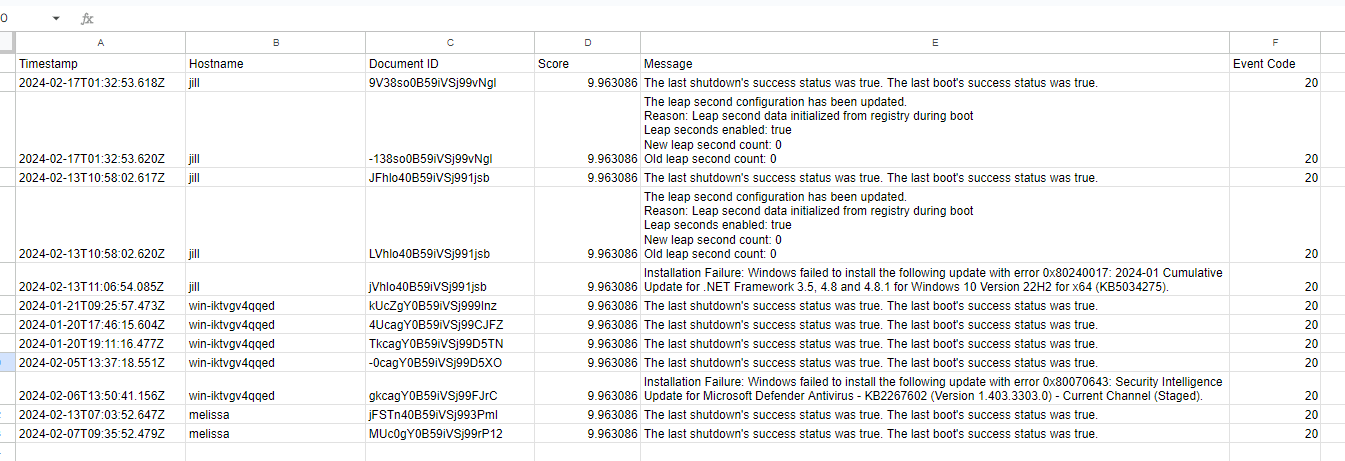 fx
A B C D E F
Timestamp Hostname Document ID Score Message Event Code
2024-02-17T01:32:53.618Z jill 9V38so0B59iVSj99vNgl 9.963086 The last shutdown's success status was true. The last boot's success status was true. 20
The leap second configuration has been updated.
Reason: Leap second data initialized from registry during boot
Leap seconds enabled: true
New leap second count: 0
2024-02-17T01:32:53.620Z jill -138so0B59iVSj99vNgl 9.963086 Old leap second count: 0 20
2024-02-13T10:58:02.617Z jill JFhlo40B59iVSj991jsb 9.963086 The last shutdown's success status was true. The last boot's success status was true. 20
The leap second configuration has been updated.
Reason: Leap second data initialized from registry during boot
Leap seconds enabled: true
New leap second count: 0
2024-02-13T10:58:02.620Z jill LVhlo40B59iVSj991jsb 9.963086 Old leap second count: 0 20
Installation Failure: Windows failed to install the following update with error 0x80240017: 2024-01 Cumulative
2024-02-13T11:06:54.085Z jill jVhlo40B59iVSj991jsb 9.963086 Update for .NET Framework 3.5, 4.8 and 4.8.1 for Windows 10 Version 22H2 for x64 (KB5034275). 20
2024-01-21T09:25:57.473Z win-iktvgv4qqed kUcZgY0B59iVSj999lnz 9.963086 The last shutdown's success status was true. The last boot's success status was true. 20
2024-01-20T17:46:15.604Z win-iktvgv4qqed 4UcagY0B59iVSj99CJFZ 9.963086 The last shutdown's success status was true. The last boot's success status was true. 20
2024-01-20T19:11:16.477Z win-iktvgv4qqed TkcagY0B59iVSj99D5TN 9.963086 The last shutdown's success status was true. The last boot's success status was true. 20
2024-02-05T13:37:18.551Z win-iktvgv4qqed -0cagY0B59iVSj99D5XO 9.963086 The last shutdown's success status was true. The last boot's success status was true. 20
Installation Failure: Windows failed to install the following update with error 0x80070643: Security Intelligence
2024-02-06T13:50:41.156Z win-iktvgv4qqed gkcagY0B59iVSj99FJrC 9.963086 Update for Microsoft Defender Antivirus - KB2267602 (Version 1.403.3303.0) - Current Channel (Staged). 20
2024-02-13T07:03:52.647Z melissa jFSTn40B59iVSj993PmI 9.963086 The last shutdown's success status was true. The last boot's success status was true. 20
2024-02-07T09:35:52.479Z melissa MUc0gY0B59iVSj99rP12 9.963086 The last shutdown's success status was true. The last boot's success status was true. 20